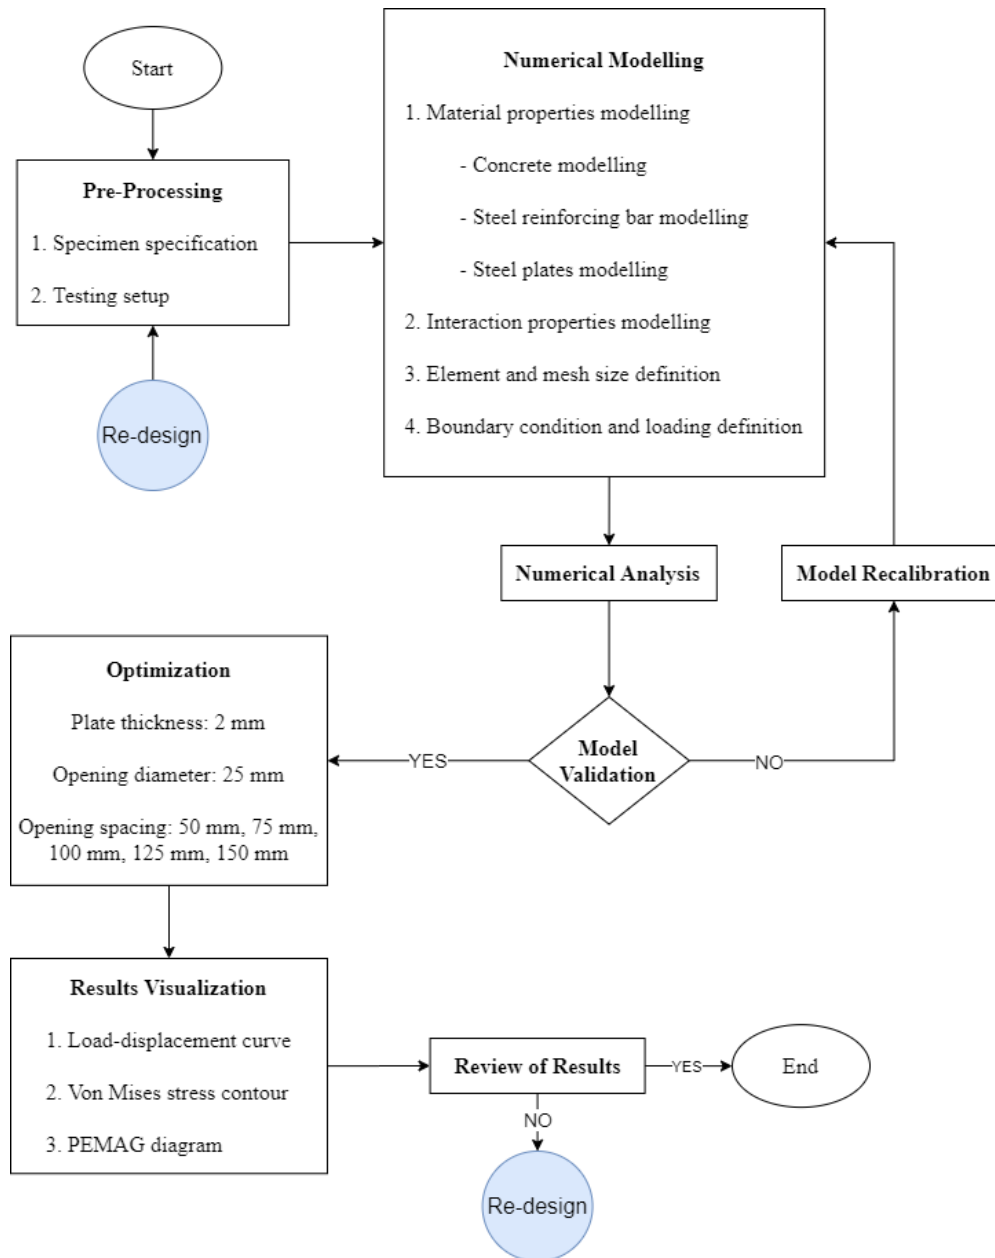 Start
Pre-Processing
1. Specimen specification
2. Testing setup
Re-design
Numerical Modelling
1. Material properties modelling
- Concrete modelling
- Steel reinforcing bar modelling
- Steel plates modelling
2. Interaction properties modelling
3. Element and mesh size definition
4. Boundary condition and loading definition
Numerical Analysis
Model Recalibration
Model
Validation
YES
NO
Optimization
Plate thickness: 2 mm
Opening diameter: 25 mm
Opening spacing: 50 mm, 75 mm,
100 mm, 125 mm, 150 mm
Results Visualization
1. Load-displacement curve
2. Von Mises stress contour
3. PEMAG diagram
Review of Results
YES
End
NO
Re-design